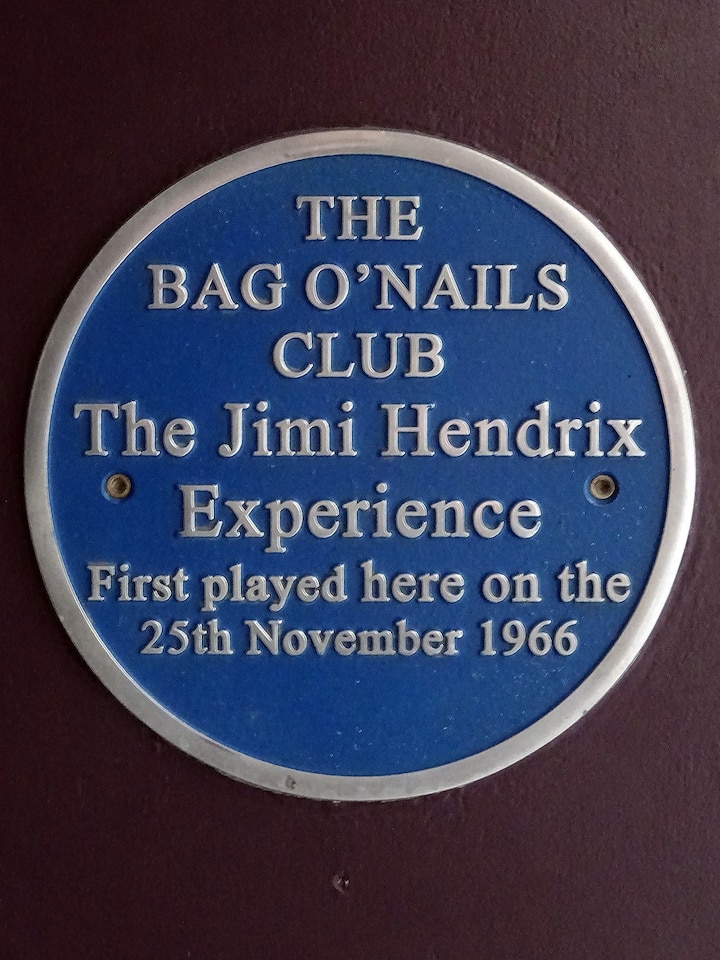 THE
BAG O’NAILS
CLUB
The Jimi Hendrix
Experience
First played here on the
25th November 1966